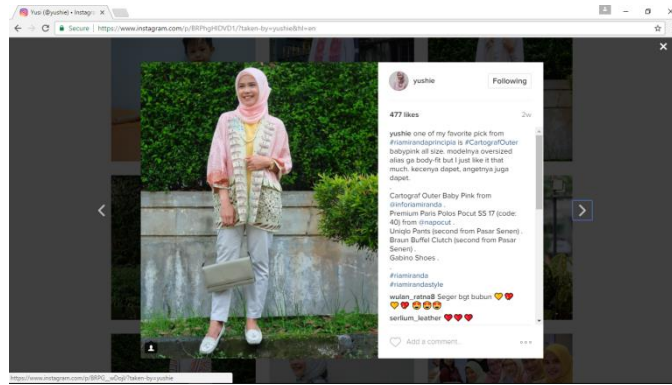 Yusi (@yushie) • Instagr
Secure | https://www.instagram.com/p/BRPhgHIDVD1/?taken-by=yushie&hl=en
yushie
Following
477 likes
2w
yushie one of my favorite pick from
#riamirandaprincipia is #CartografOuter
babypink all size. modelnya oversized
alias ga body-fit but I just like it that
much. kecenya dapet, angetnya juga
dapet.
.
Cartograf Outer Baby Pink from
@inforiamiranda .
Premium Paris Polos Pocut SS 17 (code:
40) from @napocut .
Uniqlo Pants (second from Pasar Senen) .
Braun Buffel Clutch (second from Pasar
Senen) .
Gabino Shoes .
.
#riamiranda
#riamirandastyle
wulan_ratna8 Seger bgt bubun 💛💖
💛💖😍😍😍
serlium_leather ❤❤❤
Add a comment...
https://www.instagram.com/p/BRPG_wDojl/?taken-by=yushie